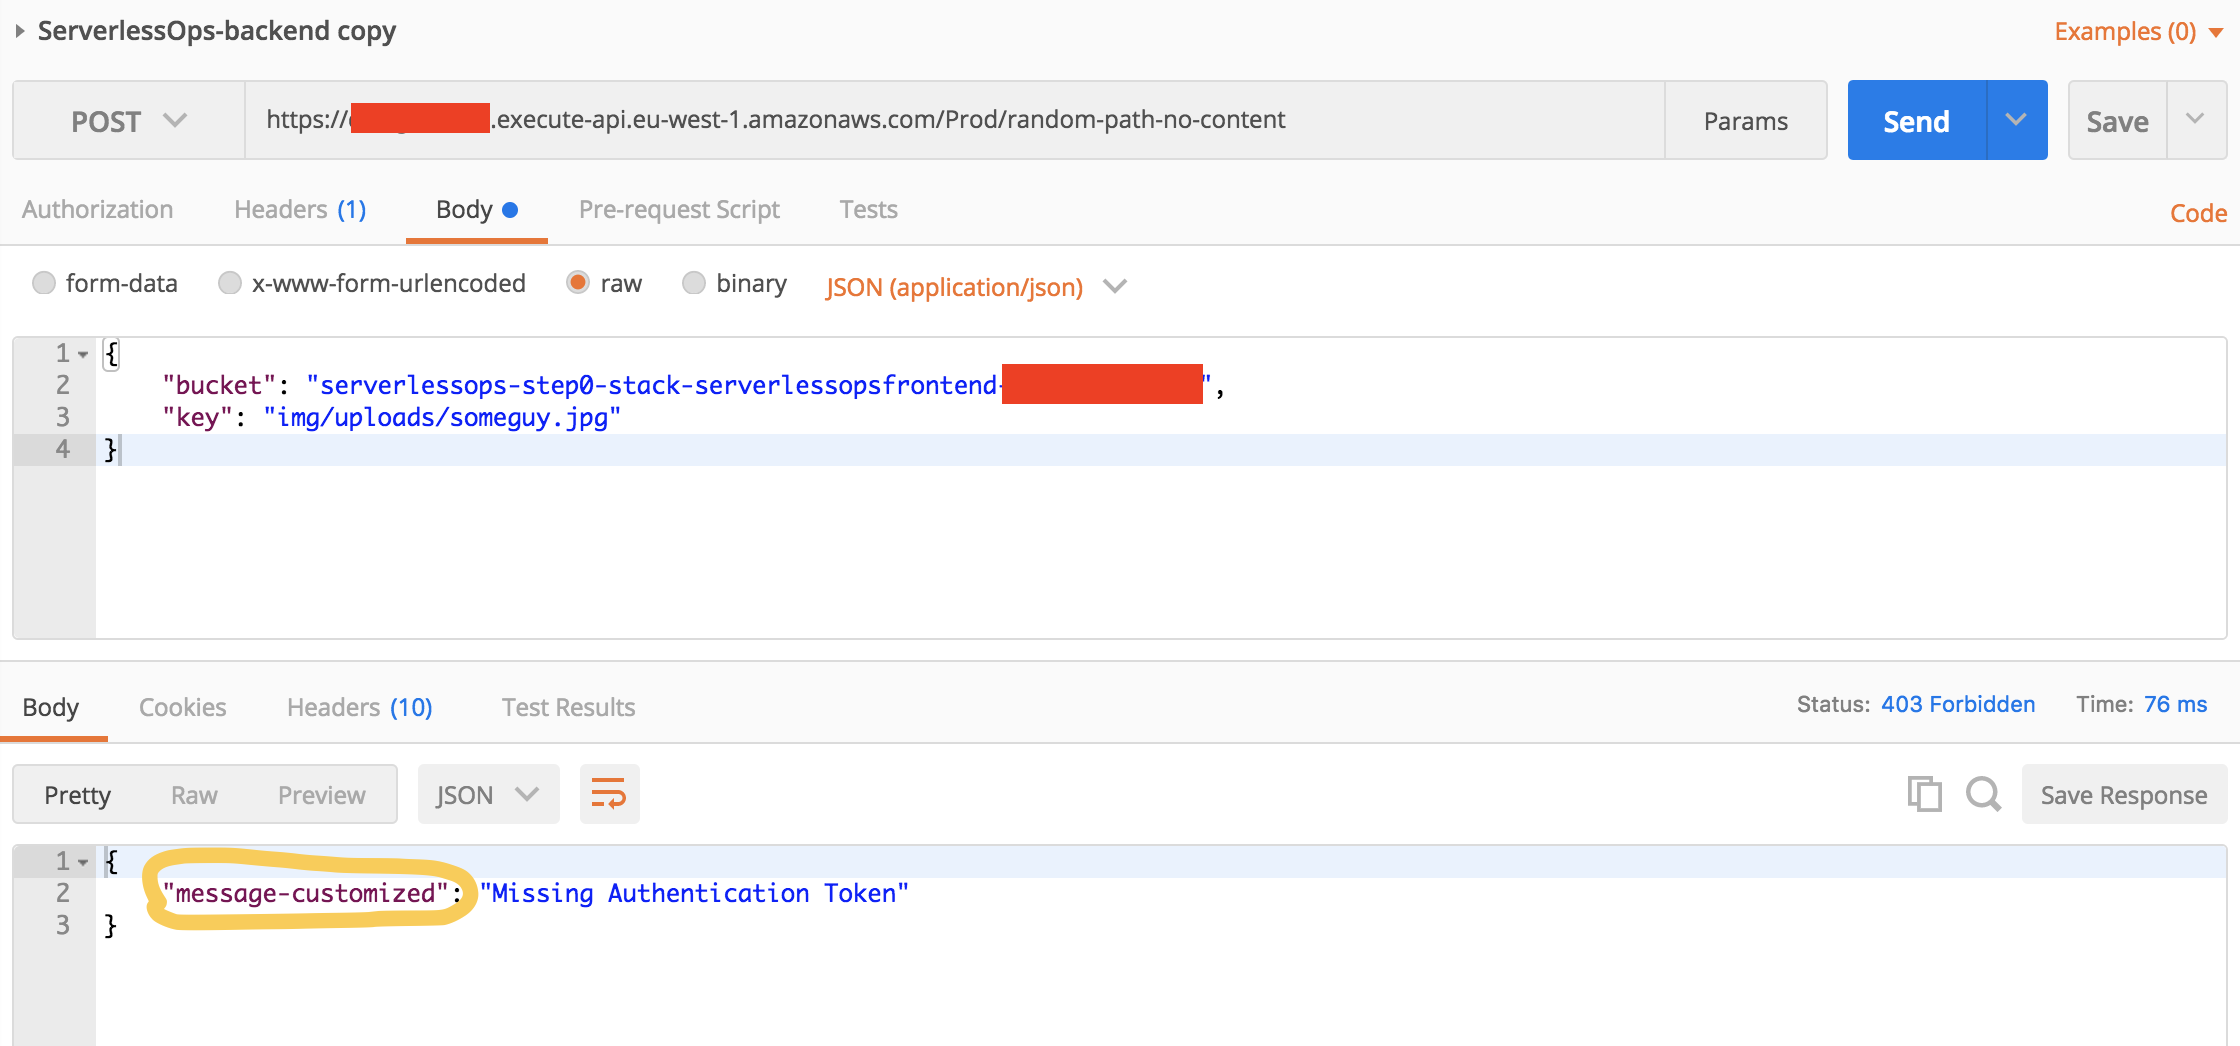 ServerlessOps-backend copy
Examples (0)
POST
https:// .execute-api.eu-west-1.amazonaws.com/Prod/random-path-no-content
Params
Send
Save
Authorization
Headers (1)
Body
Pre-request Script
Tests
Code
form-data
x-www-form-urlencoded
raw
binary
JSON (application/json)
1 {
2 "bucket": "serverlessops-step0-stack-serverlessopsfrontend- ",
3 "key": "img/uploads/someguy.jpg"
4 }
Body
Cookies
Headers (10)
Test Results
Status: 403 Forbidden
Time: 76 ms
Pretty
Raw
Preview
JSON
Save Response
1 {
2 "message-customized": "Missing Authentication Token"
3 }